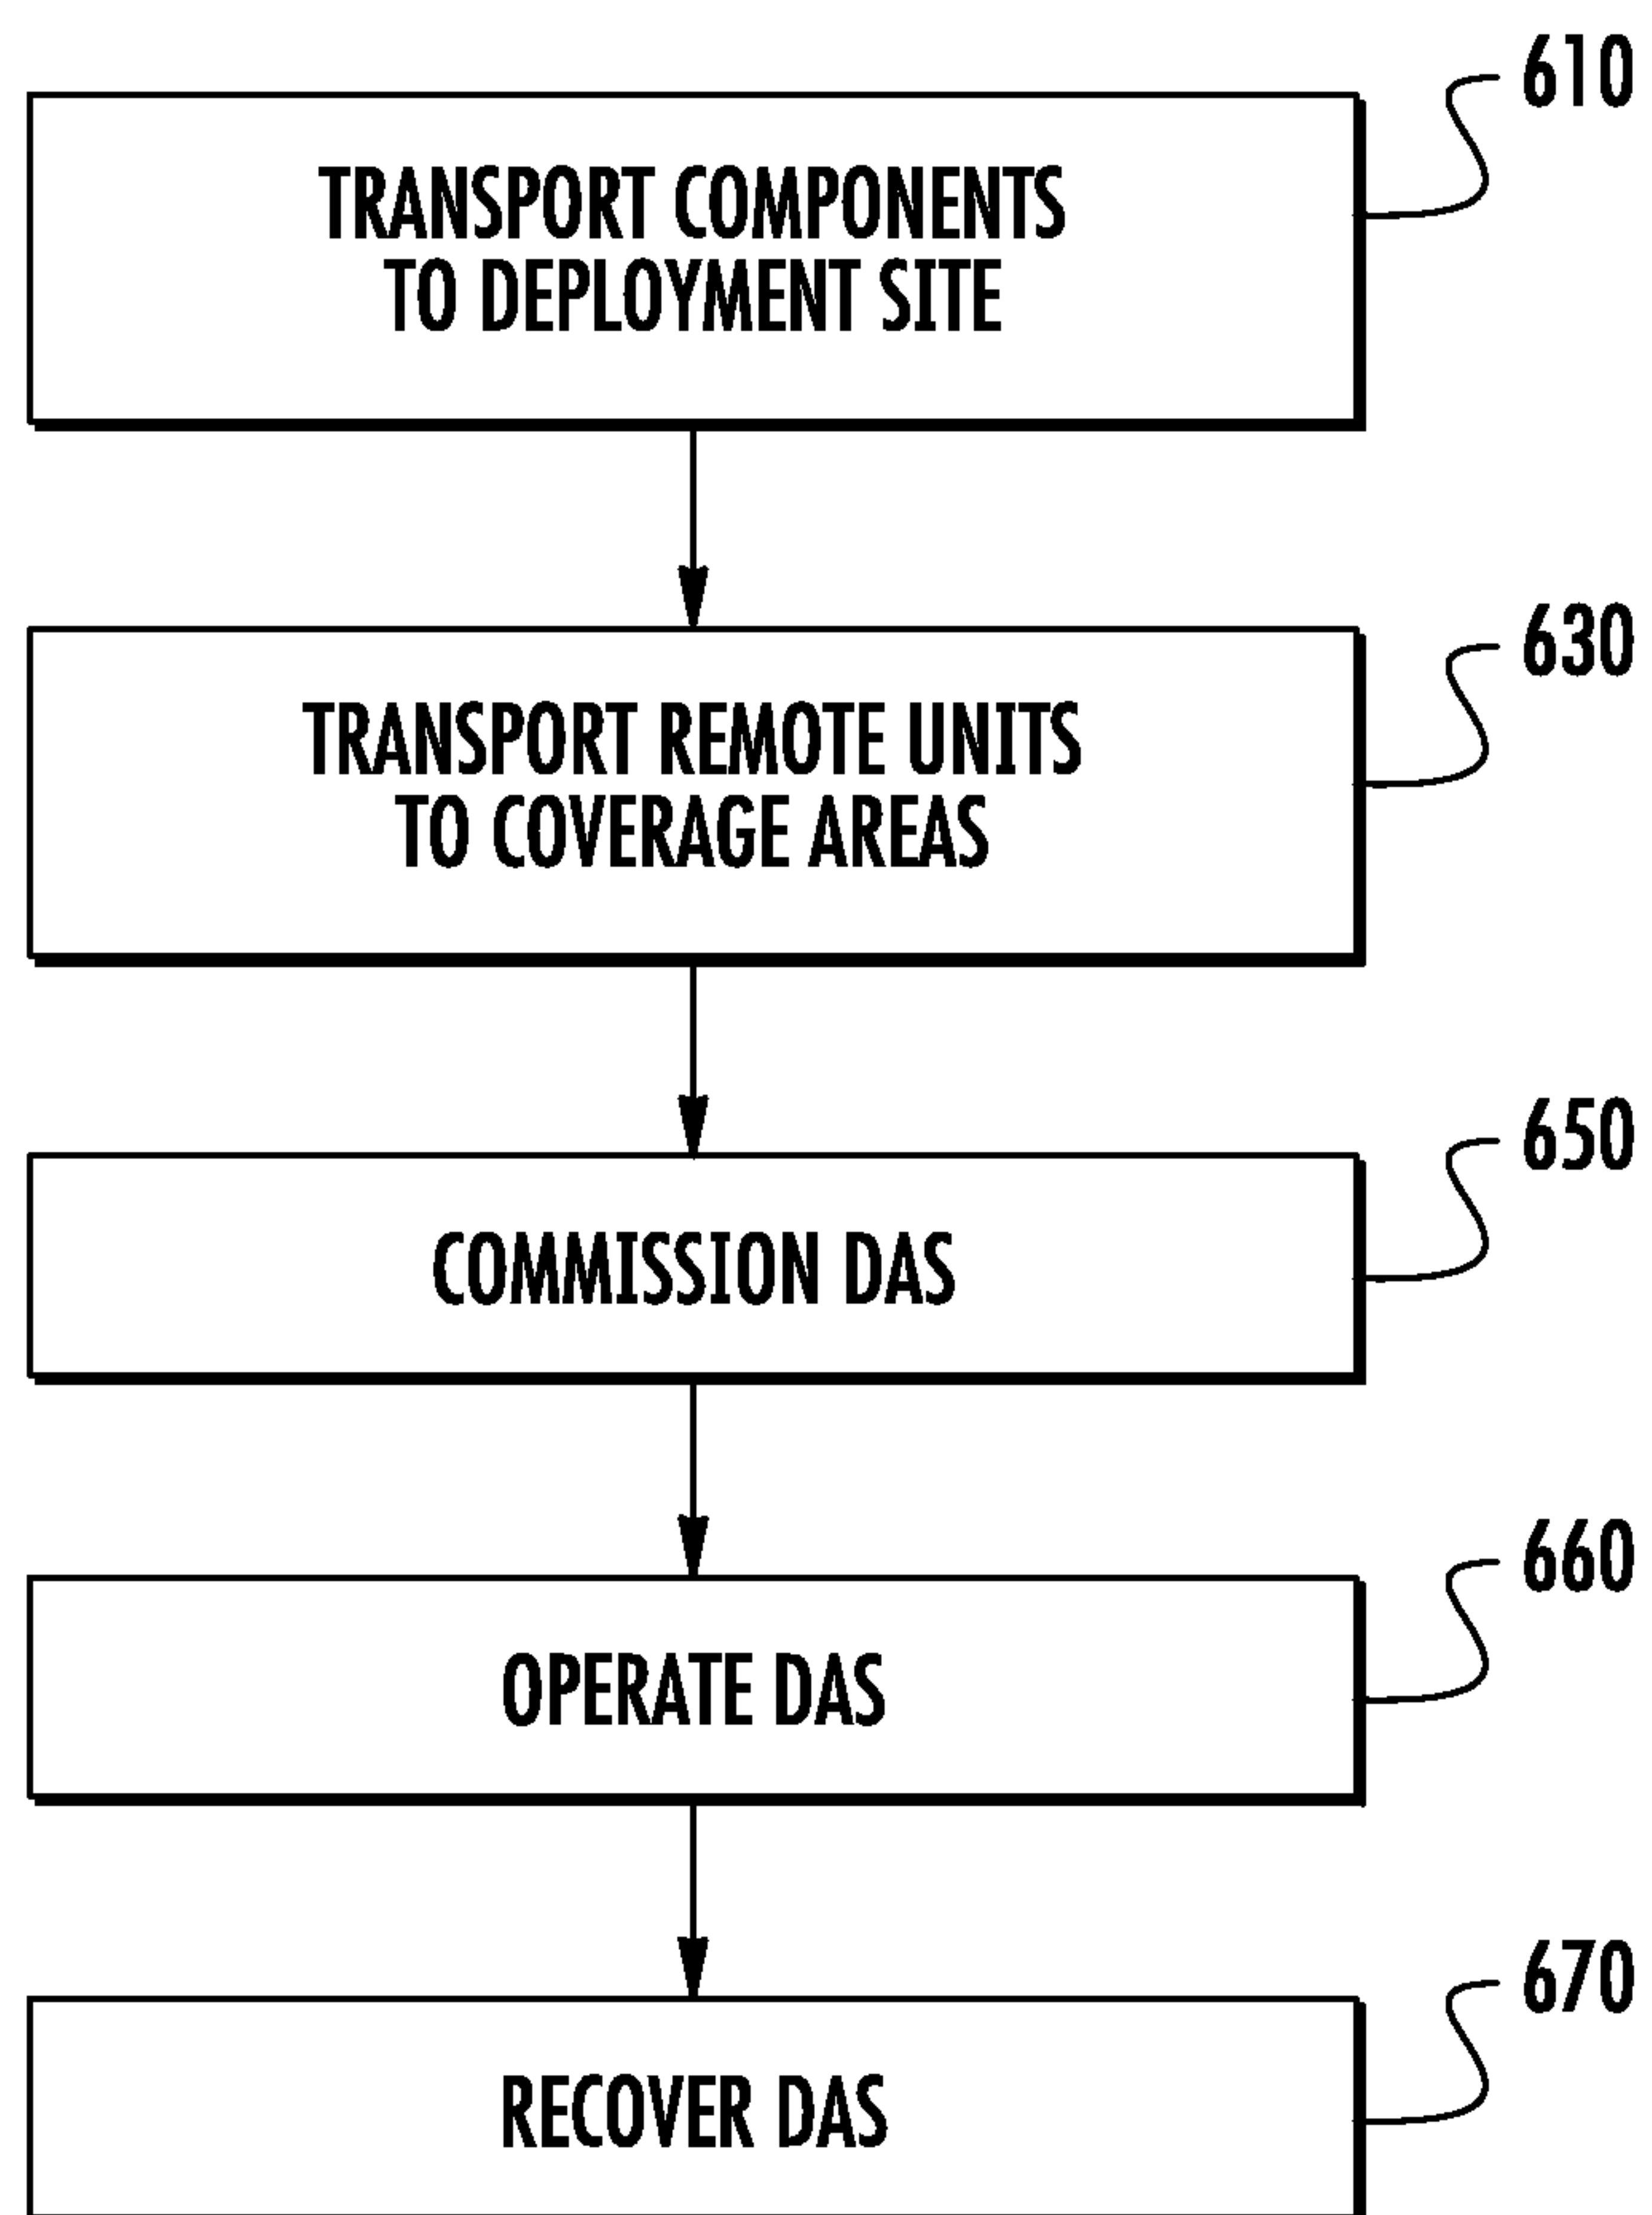 610
TRANSPORT COMPONENTS
TO DEPLOYMENT SITE
630
TRANSPORT REMOTE UNITS
TO COVERAGE AREAS
650
COMMISSION DAS
660
OPERATE DAS
670
RECOVER DAS